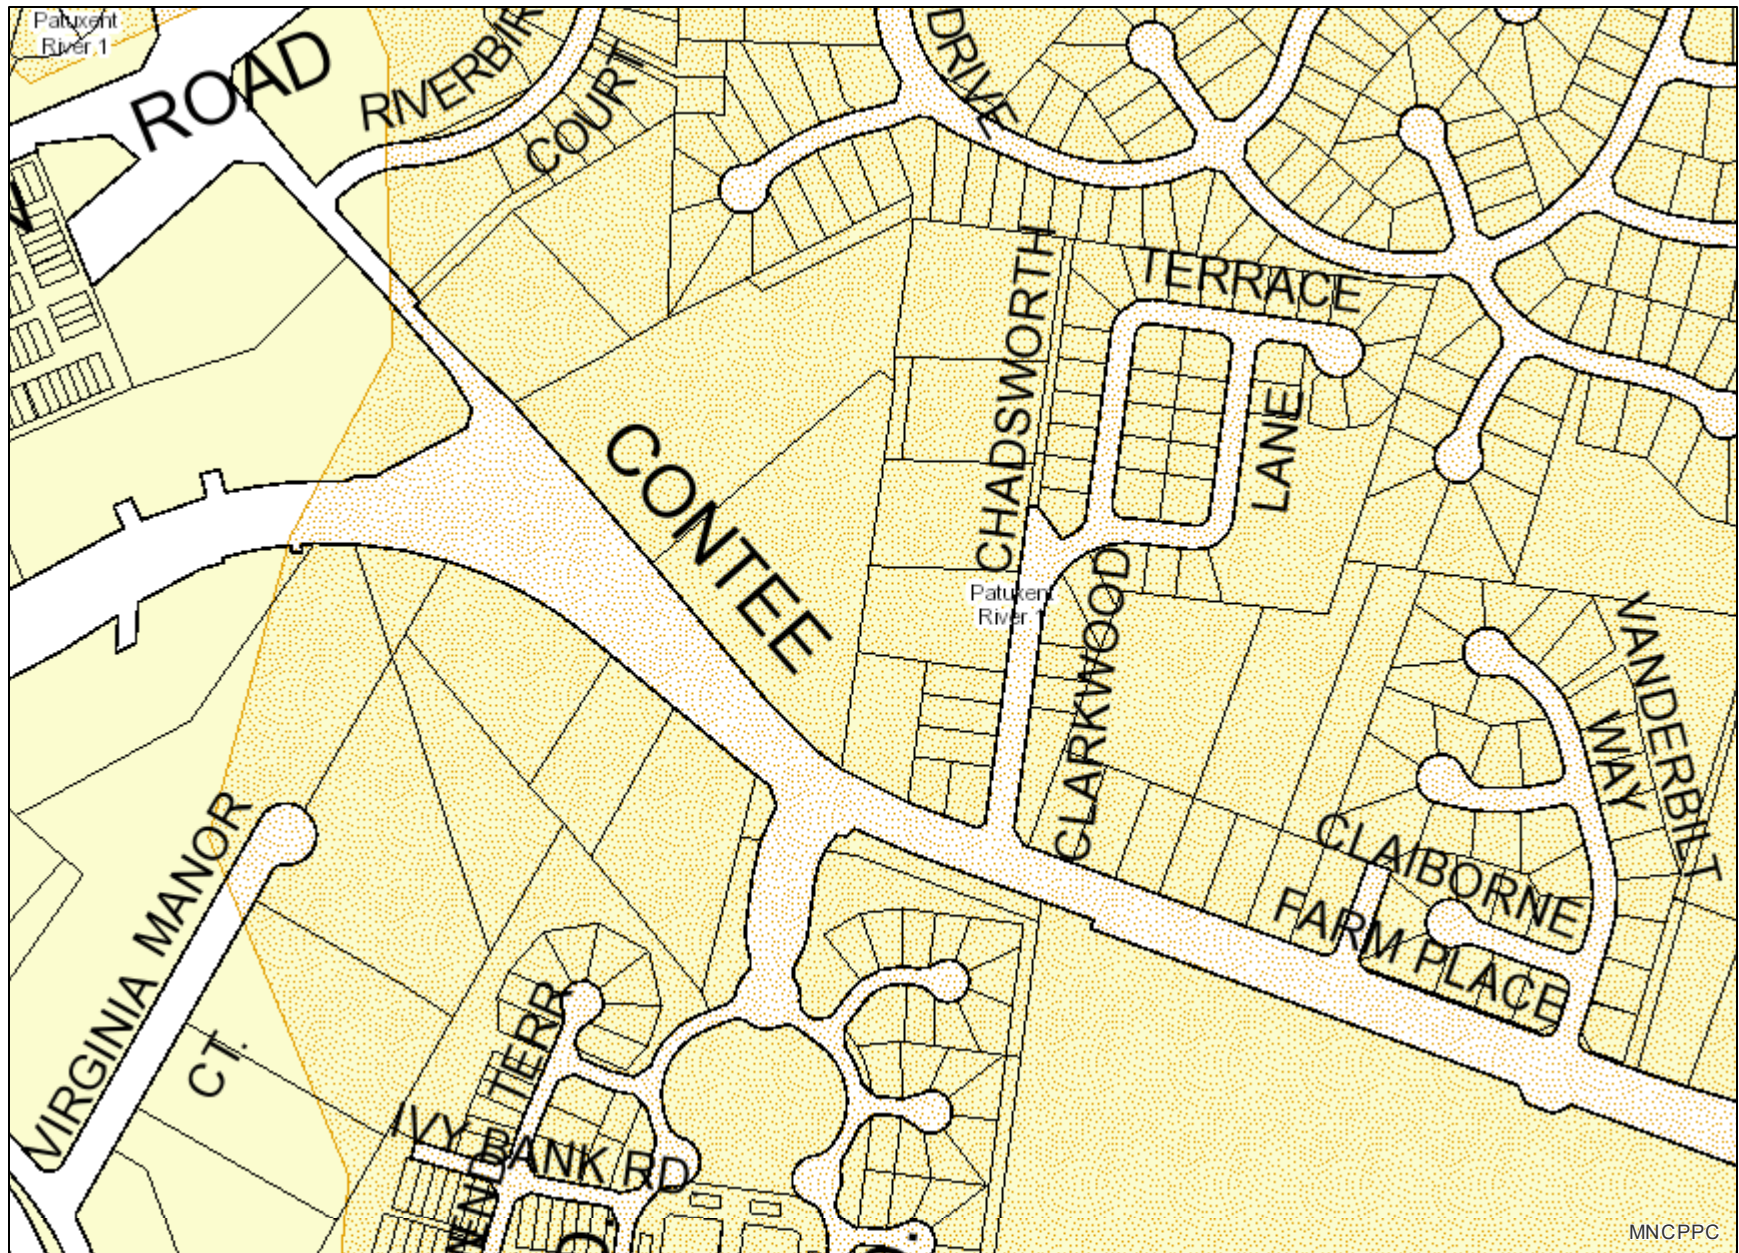 Patuxent
River 1
ROAD
COURT
DRIVE
TERRACE
CHADSWORTH
LANE
CONTEE
Patuxent
River 1
CLARKWOOD
VANDERBILT
WAY
CLAIBORNE
FARM PLACE
VIRGINIA MANOR
CT.
TERR
IVY BANK RD
MNCPPC